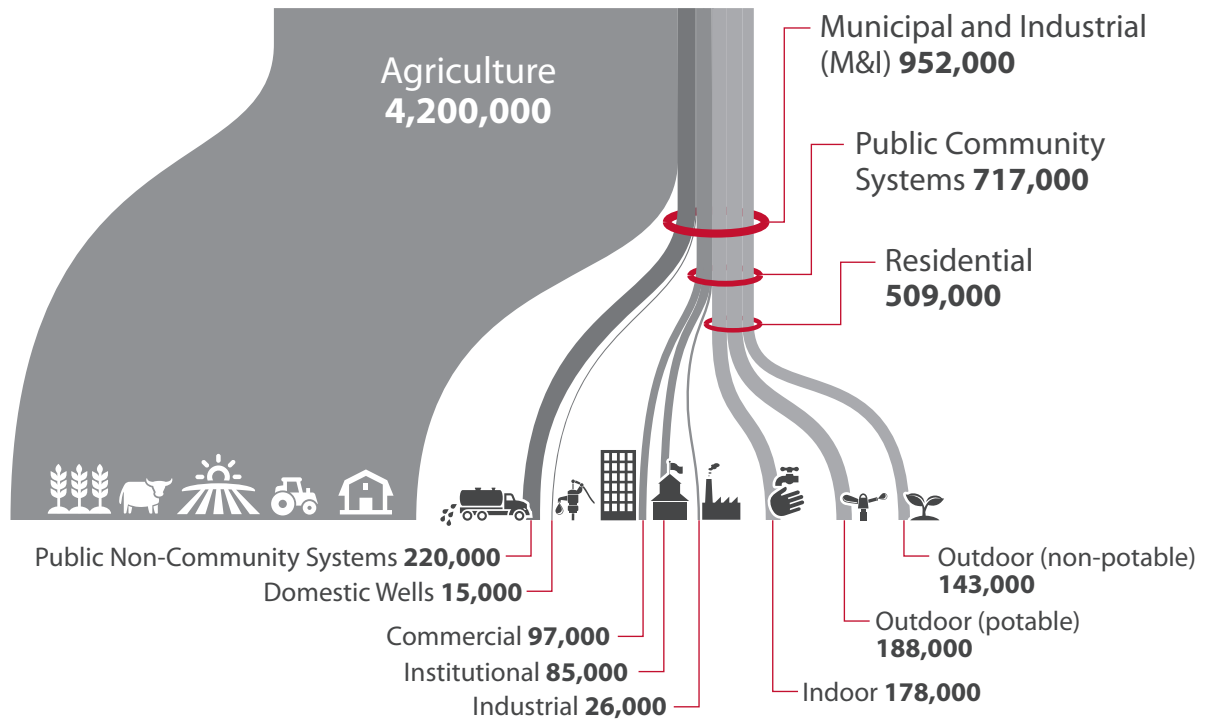 Agriculture
4,200,000
Municipal and Industrial
(M&I) 952,000
Public Community
Systems 717,000
Residential
509,000
Public Non-Community Systems 220,000
Domestic Wells 15,000
Commercial 97,000
Institutional 85,000
Industrial 26,000
Outdoor (non-potable)
143,000
Outdoor (potable)
188,000
Indoor 178,000